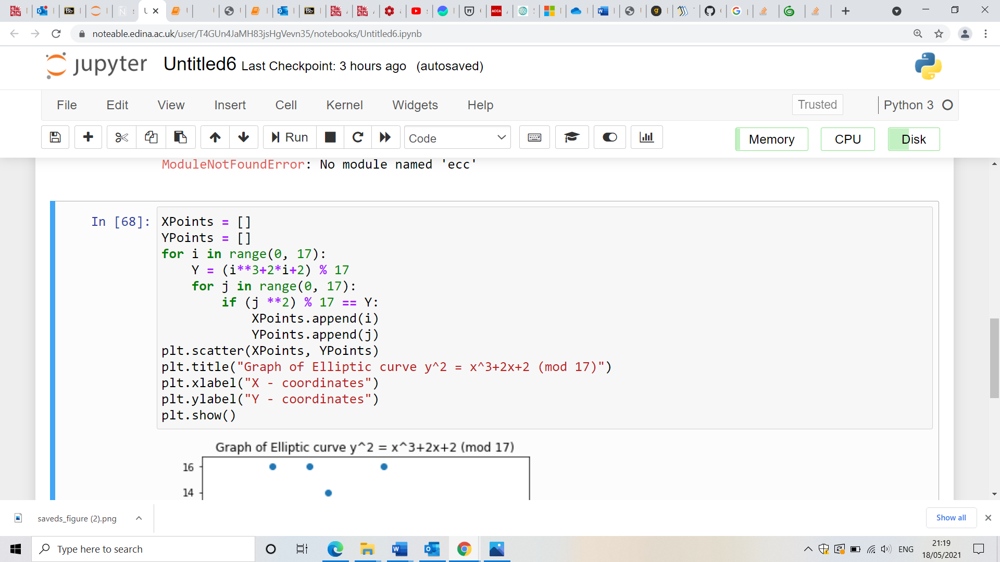 noteable.edina.ac.uk/user/T4GUn4JaMH83jsHgVevn35/notebooks/Untitled6.ipynb
jupyter Untitled6 Last Checkpoint: 3 hours ago (autosaved)
File Edit View Insert Cell Kernel Widgets Help Trusted Python 3
Run Code Memory CPU Disk
ModuleNotFoundError: No module named 'ecc'
In [68]: XPoints = []
YPoints = []
for i in range(0, 17):
    Y = (i**3+2*i+2) % 17
    for j in range(0, 17):
        if (j **2) % 17 == Y:
            XPoints.append(i)
            YPoints.append(j)
plt.scatter(XPoints, YPoints)
plt.title("Graph of Elliptic curve y^2 = x^3+2x+2 (mod 17)")
plt.xlabel("X - coordinates")
plt.ylabel("Y - coordinates")
plt.show()
Graph of Elliptic curve y^2 = x^3+2x+2 (mod 17)
16
14
saveds_figure (2).png Show all
Type here to search ENG 21:19
18/05/2021